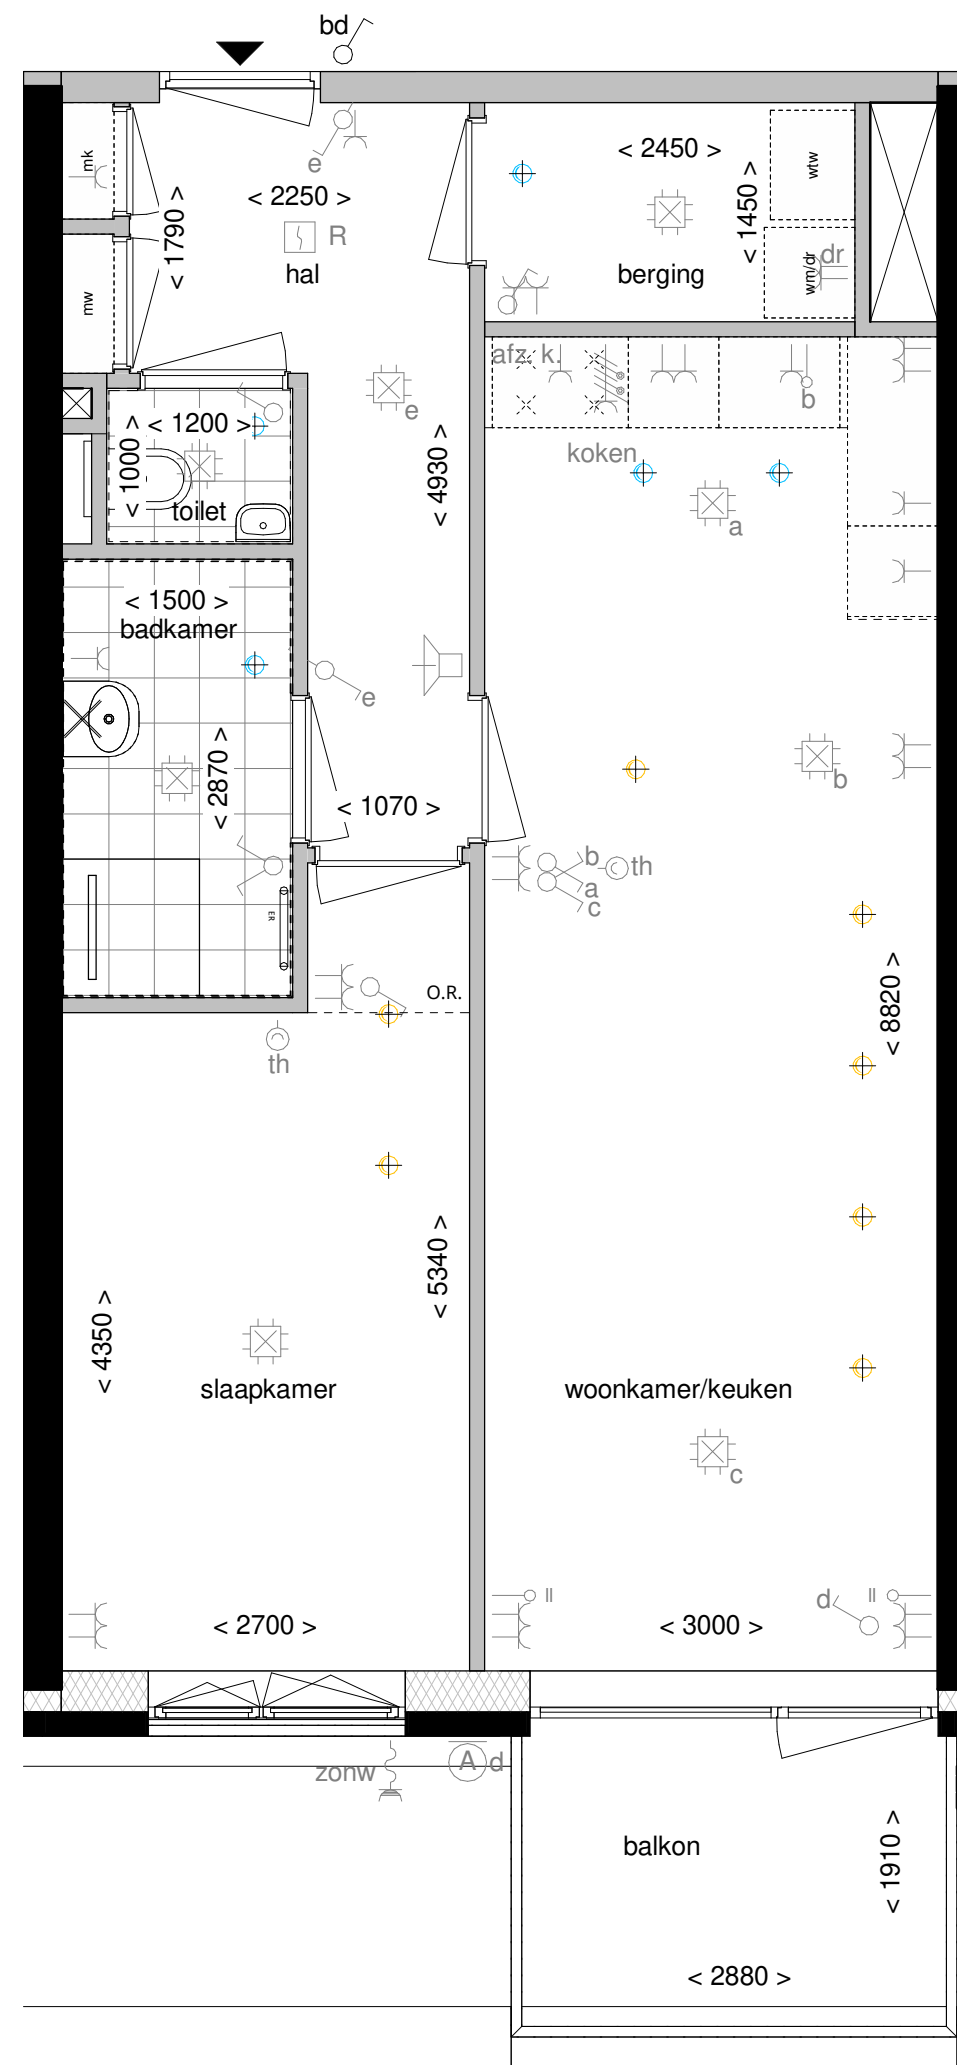 bd
mk
e
< 2250 >
R
hal
< 1790 >
mw
< 2450 >
< 1450 >
wtw
wm/dr
dr
berging
afz. k.
b
koken
e
< 4930 >
a
< 1200 >
< 1000 >
toilet
< 1500 >
badkamer
e
< 2870 >
< 1070 >
b
b
a
c
th
ER
O.R.
th
< 8820 >
< 5340 >
< 4350 >
slaapkamer
woonkamer/keuken
c
< 2700 >
< 3000 >
II
II
d
zonw
A
d
balkon
< 1910 >
< 2880 >